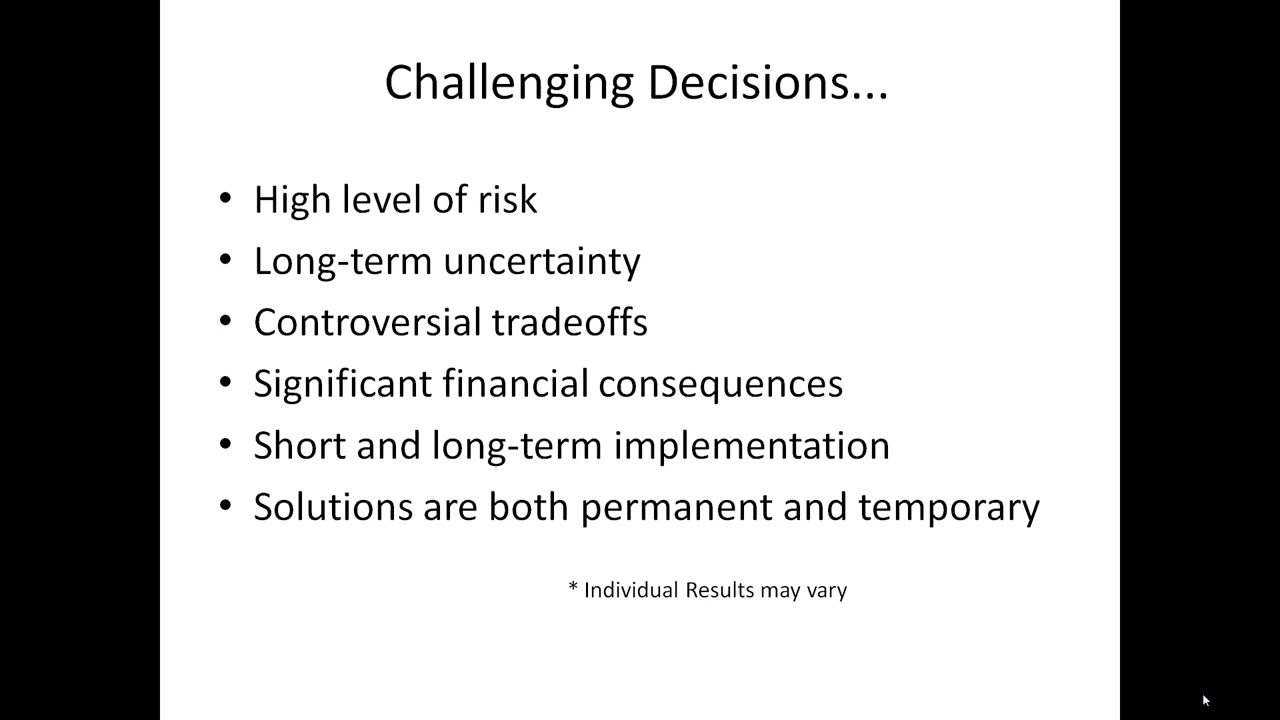 Challenging Decisions...
• High level of risk
• Long-term uncertainty
• Controversial tradeoffs
• Significant financial consequences
• Short and long-term implementation
• Solutions are both permanent and temporary
* Individual Results may vary